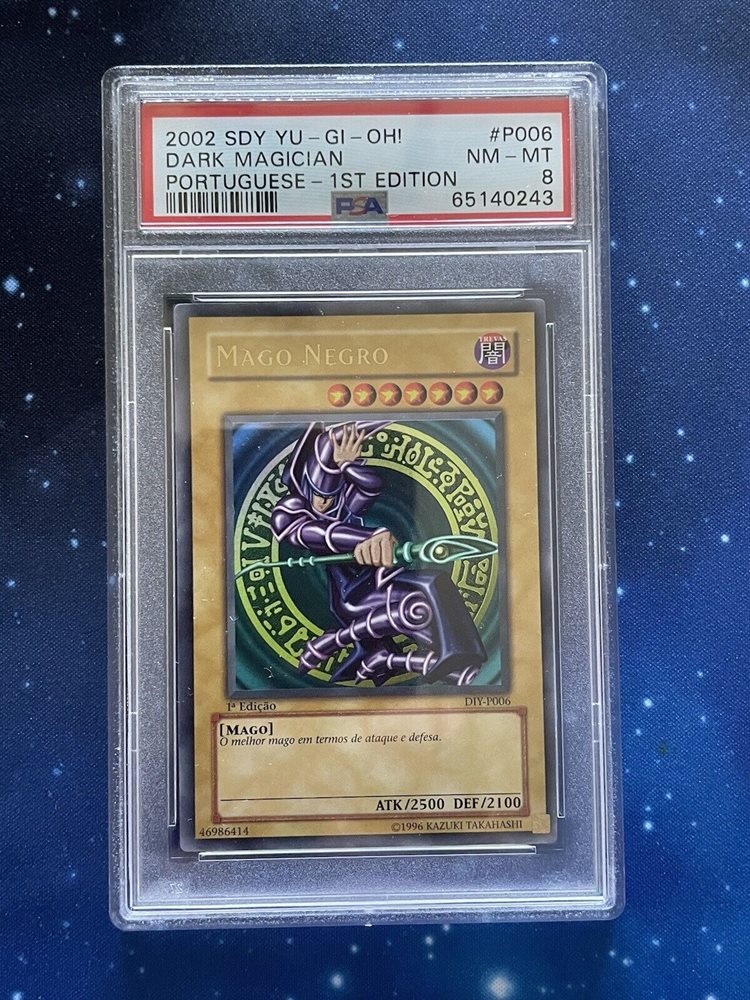 2002 SDY YU-GI-OH! #P006
DARK MAGICIAN NM-MT
PORTUGUESE-1ST EDITION 8
PSA 65140243
MAGO NEGRO
TREVAS
闇
1ª Edição DIY-P006
[MAGO]
O melhor mago em termos de ataque e defesa.
ATK/2500 DEF/2100
46986414 ©1996 KAZUKI TAKAHASHI